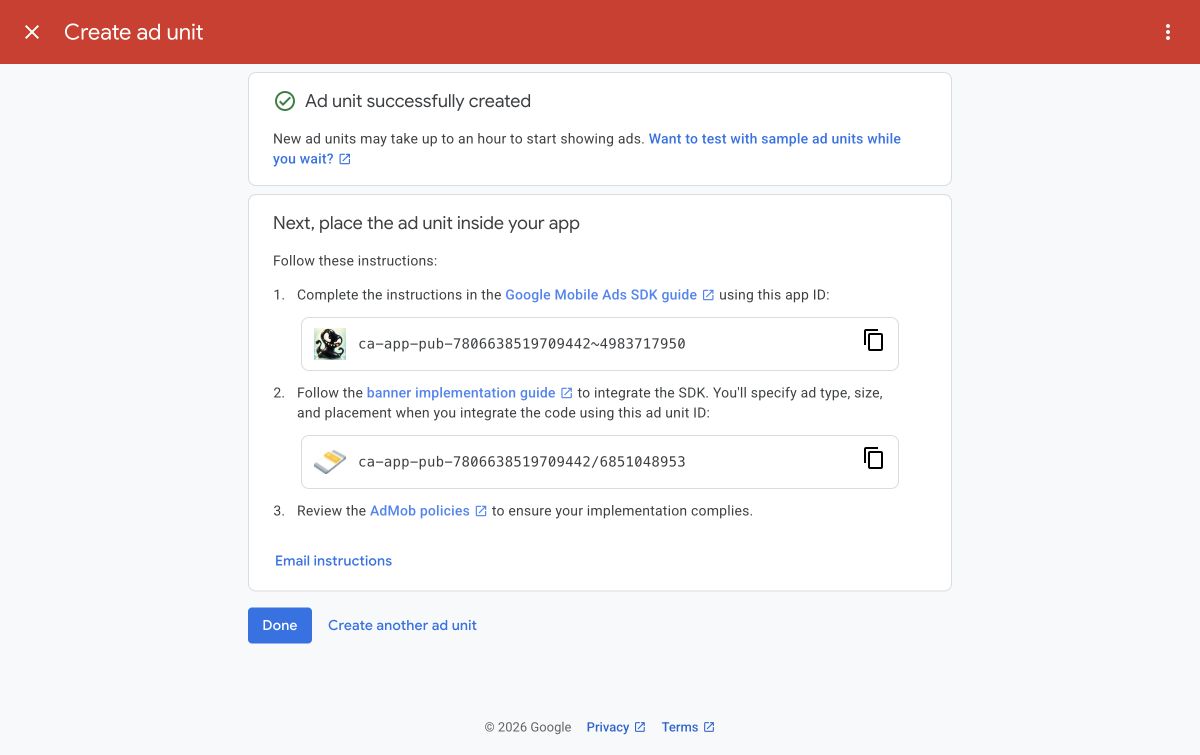 Create ad unit
Ad unit successfully created
New ad units may take up to an hour to start showing ads. Want to test with sample ad units while
you wait?
Next, place the ad unit inside your app
Follow these instructions:
1. Complete the instructions in the Google Mobile Ads SDK guide using this app ID:
ca-app-pub-7806638519709442~4983717950
2. Follow the banner implementation guide to integrate the SDK. You'll specify ad type, size,
and placement when you integrate the code using this ad unit ID:
ca-app-pub-7806638519709442/6851048953
3. Review the AdMob policies to ensure your implementation complies.
Email instructions
Done Create another ad unit
© 2026 Google Privacy Terms